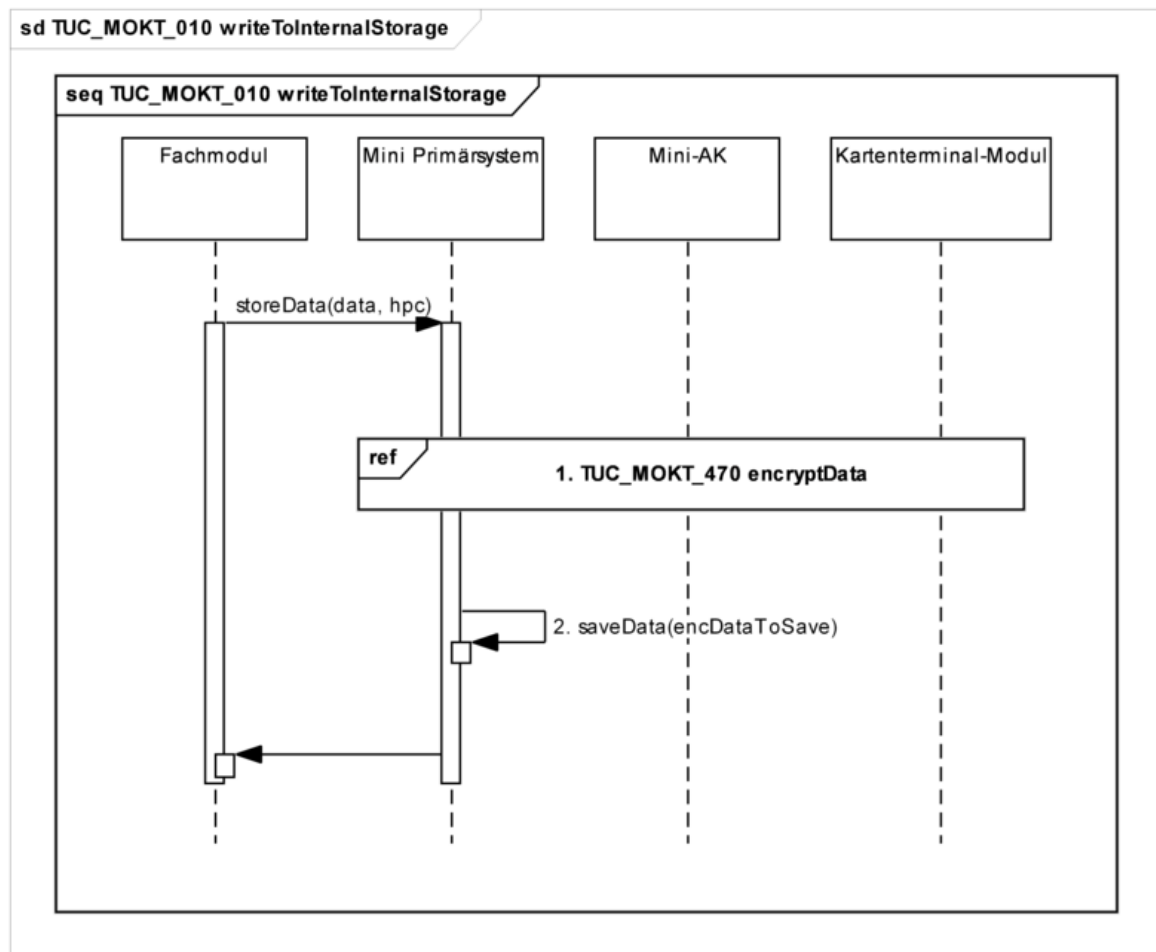 sd TUC_MOKT_010 writeToInternalStorage
seq TUC_MOKT_010 writeToInternalStorage
Fachmodul
Mini Primärsystem
Mini-AK
Kartenterminal-Modul
storeData(data, hpc)
ref
1. TUC_MOKT_470 encryptData
2. saveData(encDataToSave)